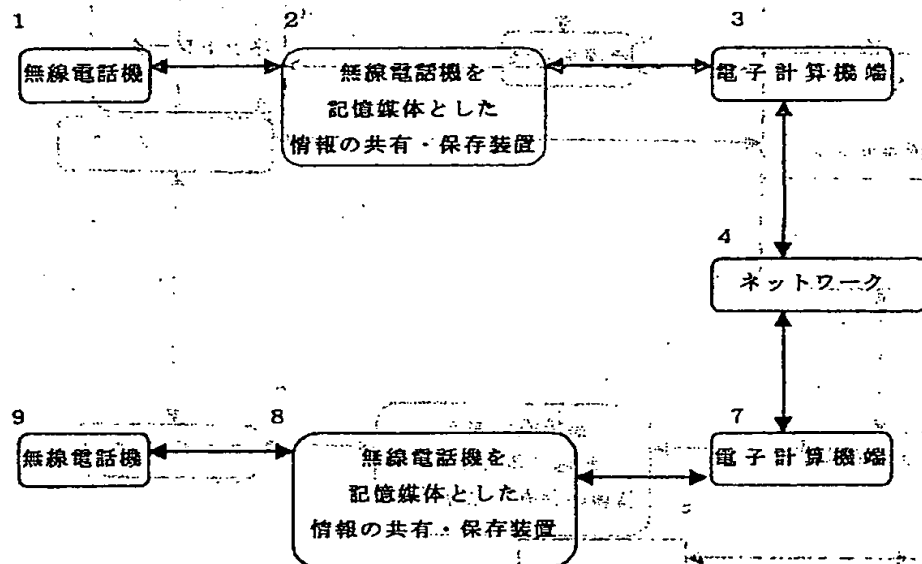 1
2
3
無線電話機
無線電話機を
記憶媒体とした
情報の共有・保存装置
電子計算機端
4
ネットワーク
9
8
7
無線電話機
無線電話機を
記憶媒体とした
情報の共有・保存装置
電子計算機端